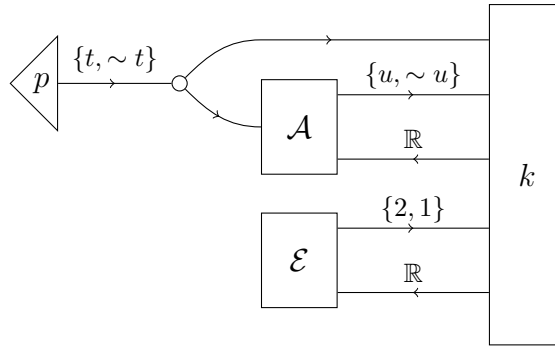 {t, ∼ t}
p
{u, ∼ u}
𝒜
ℝ
k
{2, 1}
ℰ
ℝ